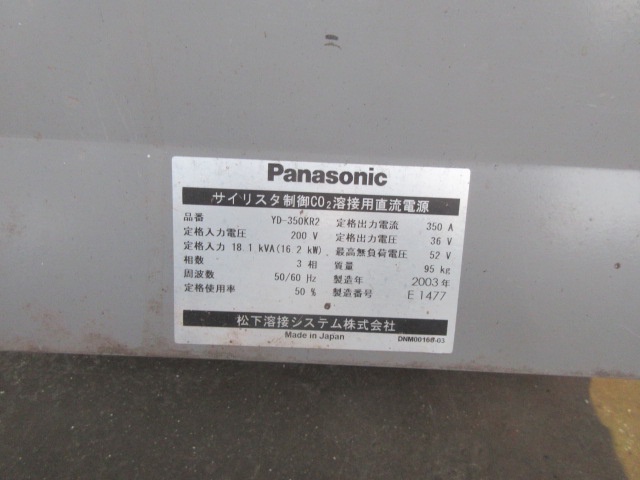 Panasonic
サイリスタ制御CO₂溶接用直流電源
品番 YD-350KR2 定格出力電流 350 A
定格入力電圧 200 V 定格出力電圧 36 V
定格入力 18.1 kVA(16.2 kW) 最高無負荷電圧 52 V
相数 3 相 質量 95 kg
周波数 50/60 Hz 製造年 2003年
定格使用率 50 % 製造番号 E1477
松下溶接システム株式会社
Made in Japan